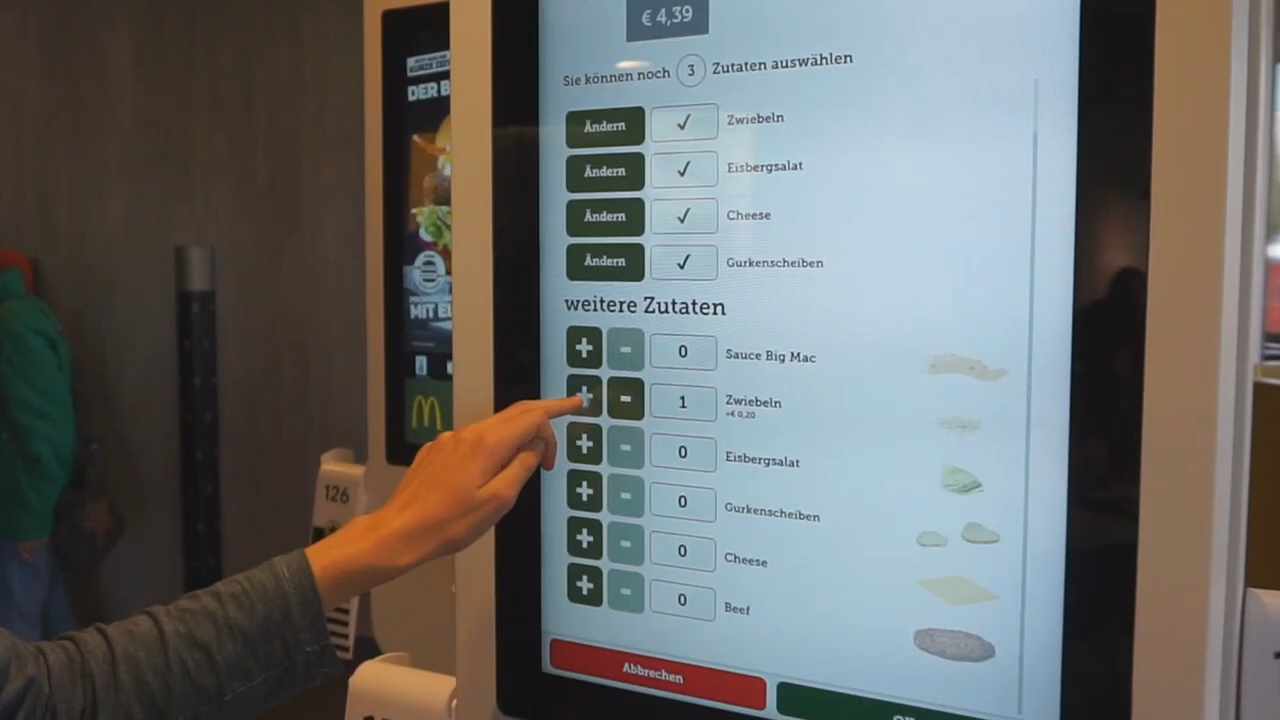 € 4,39
Sie können noch 3 Zutaten auswählen
Ändern ✓ Zwiebeln
Ändern ✓ Eisbergsalat
Ändern ✓ Cheese
Ändern ✓ Gurkenscheiben
weitere Zutaten
+ - 0 Sauce Big Mac
+ - 1 Zwiebeln
+€ 0,20
+ - 0 Eisbergsalat
+ - 0 Gurkenscheiben
+ - 0 Cheese
+ - 0 Beef
Abbrechen
DER B
MIT EI
126